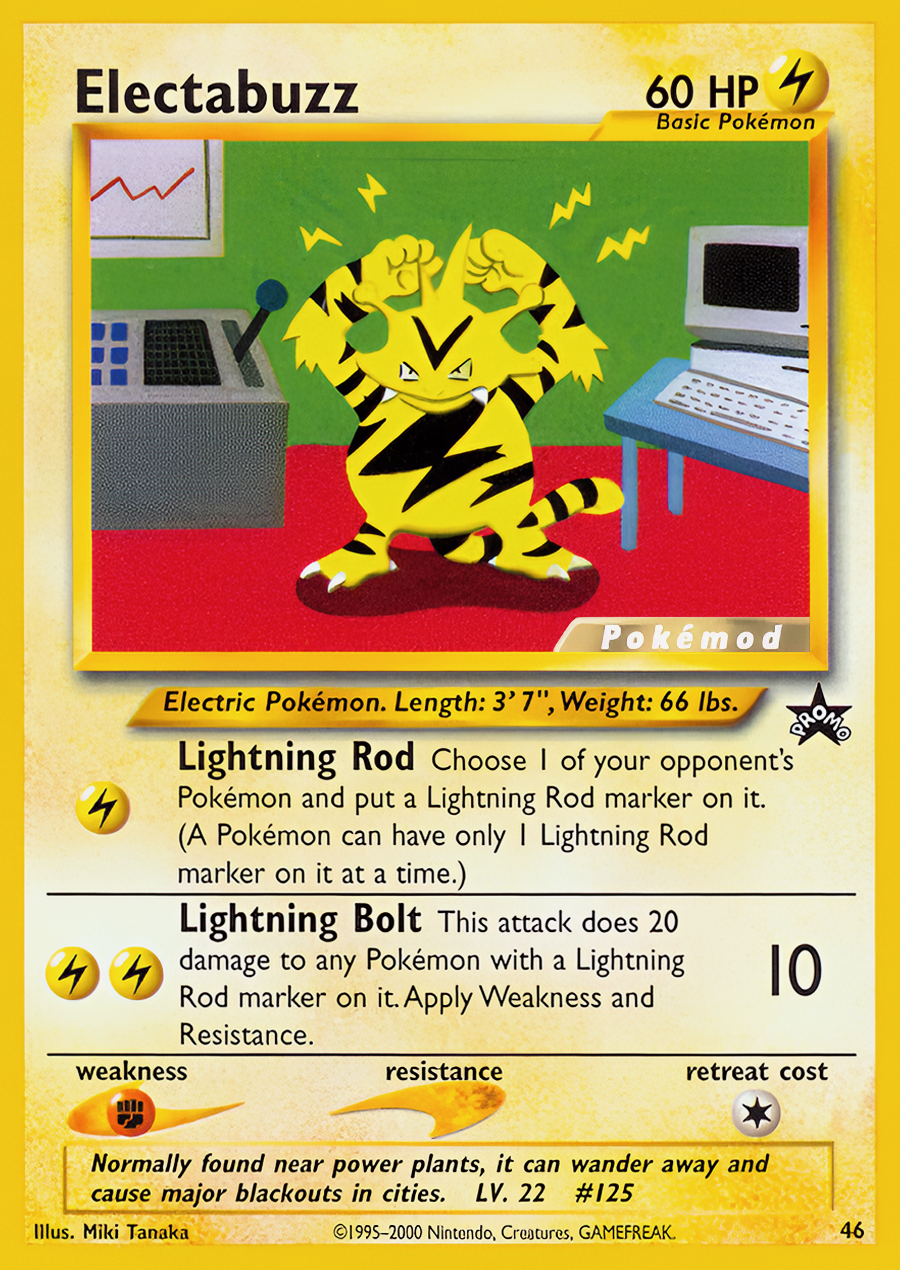 Electabuzz
60 HP
Basic Pokémon
Pokémod
Electric Pokémon. Length: 3' 7", Weight: 66 lbs.
PROMO
Lightning Rod Choose 1 of your opponent's
Pokémon and put a Lightning Rod marker on it.
(A Pokémon can have only 1 Lightning Rod
marker on it at a time.)
Lightning Bolt This attack does 20
damage to any Pokémon with a Lightning
Rod marker on it. Apply Weakness and
Resistance.
10
weakness
resistance
retreat cost
Normally found near power plants, it can wander away and
cause major blackouts in cities. LV. 22 #125
Illus. Miki Tanaka
©1995–2000 Nintendo, Creatures, GAMEFREAK.
46